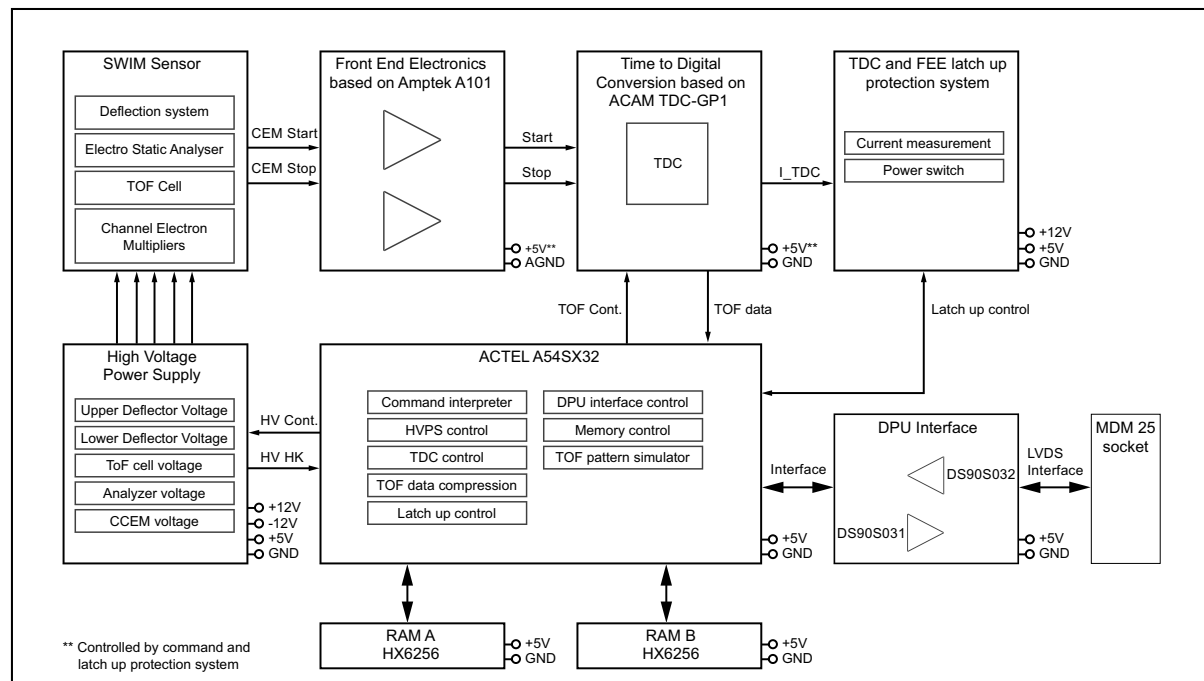 SWIM Sensor
Deflection system
Electro Static Analyser
TOF Cell
Channel Electron
Multipliers
CEM Start
CEM Stop
Front End Electronics
based on Amptek A101
+5V**
AGND
Start
Stop
Time to Digital
Conversion based on
ACAM TDC-GP1
TDC
+5V**
GND
I_TDC
TDC and FEE latch up
protection system
Current measurement
Power switch
+12V
+5V
GND
TOF Cont.
TOF data
Latch up control
High Voltage
Power Supply
Upper Deflector Voltage
Lower Deflector Voltage
ToF cell voltage
Analyzer voltage
CCEM voltage
+12V
-12V
+5V
GND
HV Cont.
HV HK
ACTEL A54SX32
Command interpreter
HVPS control
TDC control
TOF data compression
Latch up control
DPU interface control
Memory control
TOF pattern simulator
+5V
GND
Interface
DPU Interface
DS90S032
DS90S031
+5V
GND
LVDS
Interface
MDM 25
socket
RAM A
HX6256
+5V
GND
RAM B
HX6256
+5V
GND
** Controlled by command and
latch up protection system